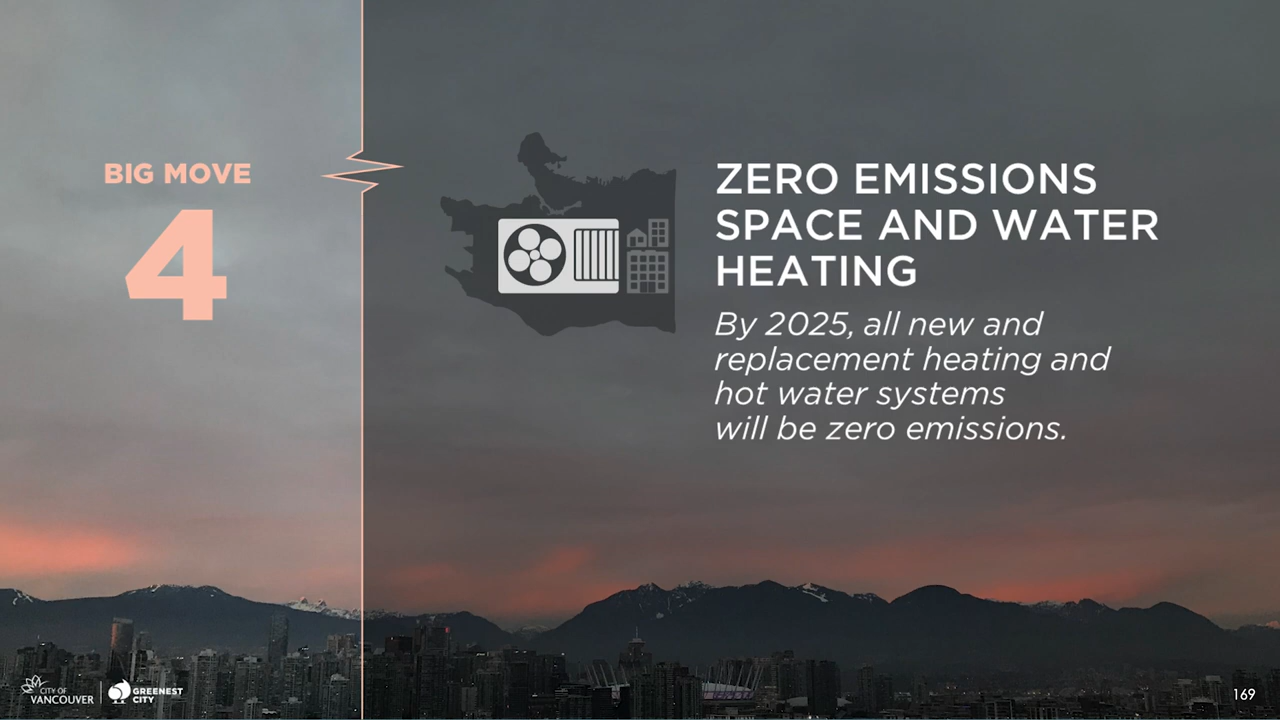 BIG MOVE
4
ZERO EMISSIONS
SPACE AND WATER
HEATING
By 2025, all new and
replacement heating and
hot water systems
will be zero emissions.
CITY OF
VANCOUVER
GREENEST
CITY
169